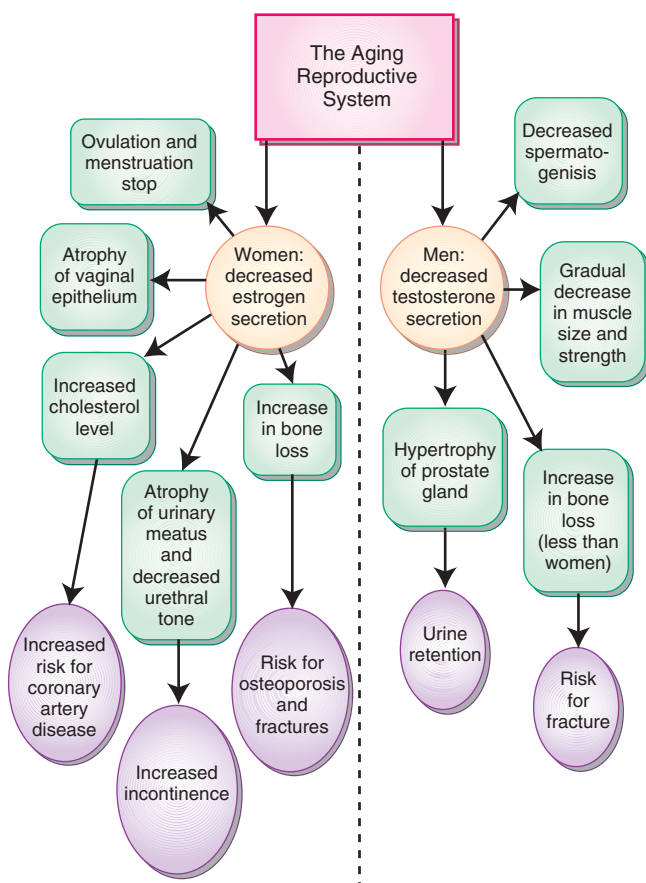 The Aging
Reproductive
System
Ovulation and
menstruation
stop
Decreased
spermato-
genisis
Atrophy
of vaginal
epithelium
Women:
decreased
estrogen
secretion
Men:
decreased
testosterone
secretion
Gradual
decrease
in muscle
size and
strength
Increased
cholesterol
level
Increase
in bone
loss
Hypertrophy
of prostate
gland
Atrophy
of urinary
meatus and
decreased
urethral
tone
Increase
in bone
loss
(less than
women)
Increased
risk for
coronary
artery
disease
Risk for
osteoporosis
and
fractures
Urine
retention
Risk
for
fracture
Increased
incontinence